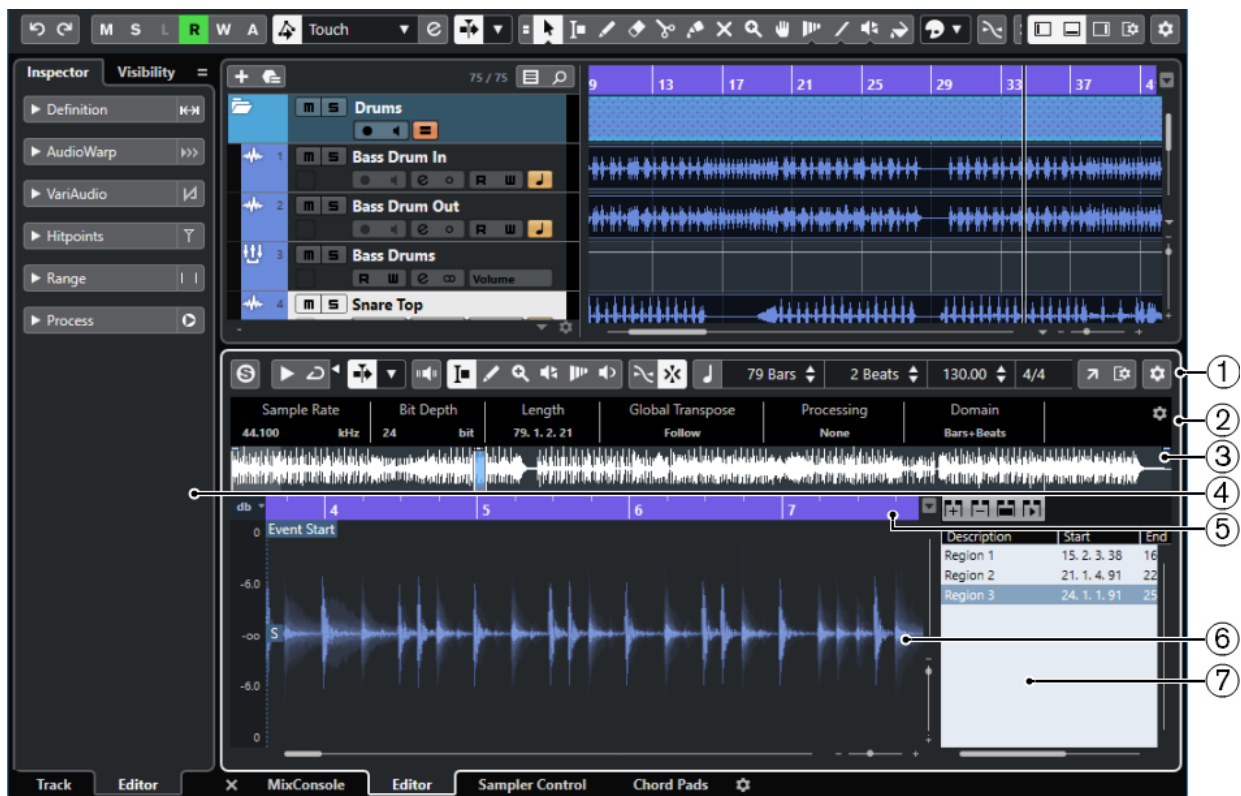 M S L R W A Touch
Inspector Visibility
75 / 75
9 13 17 21 25 29 33 37 4
Definition
Drums
m S
AudioWarp
1 m S Bass Drum In
e R W
VariAudio
2 m S Bass Drum Out
e R W
Hitpoints
3 m S Bass Drums
R W e Volume
Range
4 m S Snare Top
Process
S 79 Bars 2 Beats 130.00 4/4
1
Sample Rate Bit Depth Length Global Transpose Processing Domain
44.100 kHz 24 bit 79. 1. 2. 21 Follow None Bars+Beats
2
3
4
db 4 5 6 7
5
0 Event Start
Description Start End
Region 1 15. 2. 3. 38 16
Region 2 21. 1. 4. 91 22
Region 3 24. 1. 1. 91 25
-6.0
-oo S
6
-6.0
7
0
Track Editor MixConsole Editor Sampler Control Chord Pads